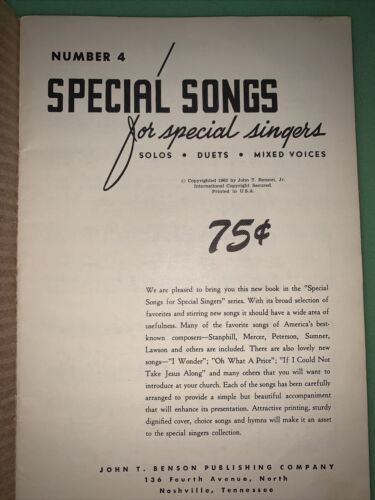 NUMBER 4
SPECIAL SONGS
for special singers
SOLOS • DUETS • MIXED VOICES
© Copyrighted 1962 by John T. Benson, Jr.
International Copyright Secured.
Printed in U.S.A.
75¢
We are pleased to bring you this new book in the "Special
Songs for Special Singers" series. With its broad selection of
favorites and stirring new songs it should have a wide area of
usefulness. Many of the favorite songs of America's best-
known composers—Stanphill, Mercer, Peterson, Sumner,
Lawson and others are included. There are also lovely new
songs—"I Wonder"; "Oh What A Price"; "If I Could Not
Take Jesus Along" and many others that you will want to
introduce at your church. Each of the songs has been carefully
arranged to provide a simple but beautiful accompaniment
that will enhance its presentation. Attractive printing, sturdy
dignified cover, choice songs and hymns will make it an asset
to the special singers collection.
JOHN T. BENSON PUBLISHING COMPANY
136 Fourth Avenue, North
Nashville, Tennessee